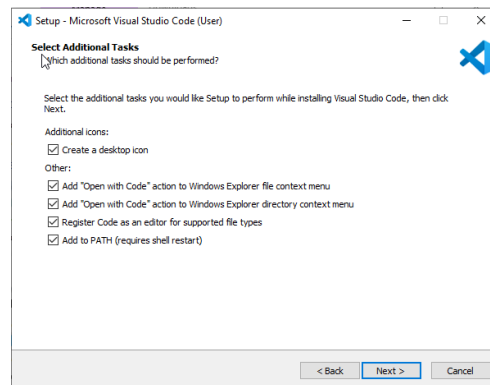 Setup - Microsoft Visual Studio Code (User)
Select Additional Tasks
Which additional tasks should be performed?
Select the additional tasks you would like Setup to perform while installing Visual Studio Code, then click
Next.
Additional icons:
Create a desktop icon
Other:
Add "Open with Code" action to Windows Explorer file context menu
Add "Open with Code" action to Windows Explorer directory context menu
Register Code as an editor for supported file types
Add to PATH (requires shell restart)
< Back
Next >
Cancel